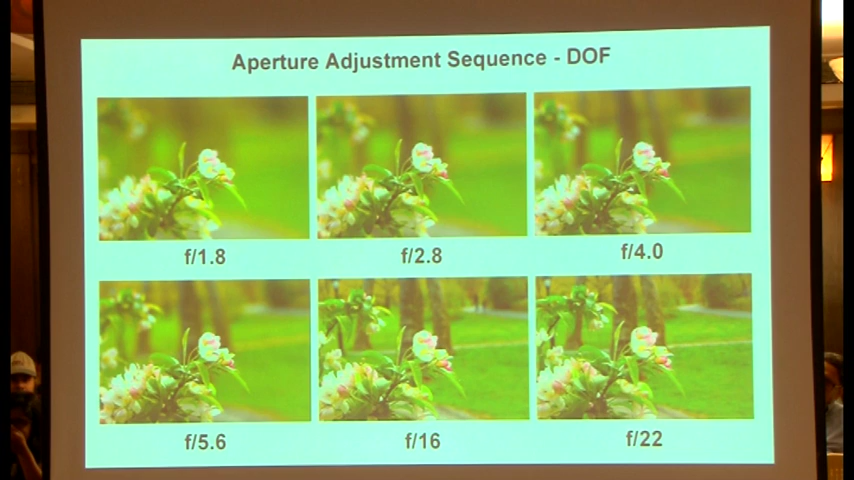 Aperture Adjustment Sequence - DOF
f/1.8 f/2.8 f/4.0
f/5.6 f/16 f/22